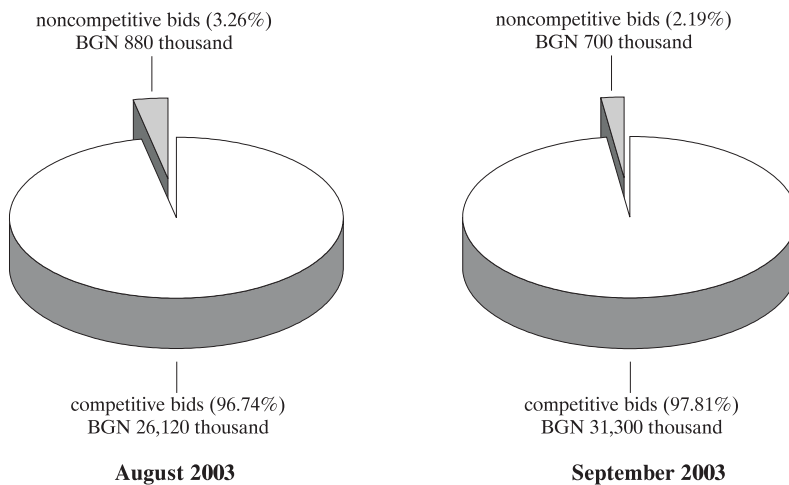 noncompetitive bids (3.26%)
BGN 880 thousand
competitive bids (96.74%)
BGN 26,120 thousand
August 2003
noncompetitive bids (2.19%)
BGN 700 thousand
competitive bids (97.81%)
BGN 31,300 thousand
September 2003